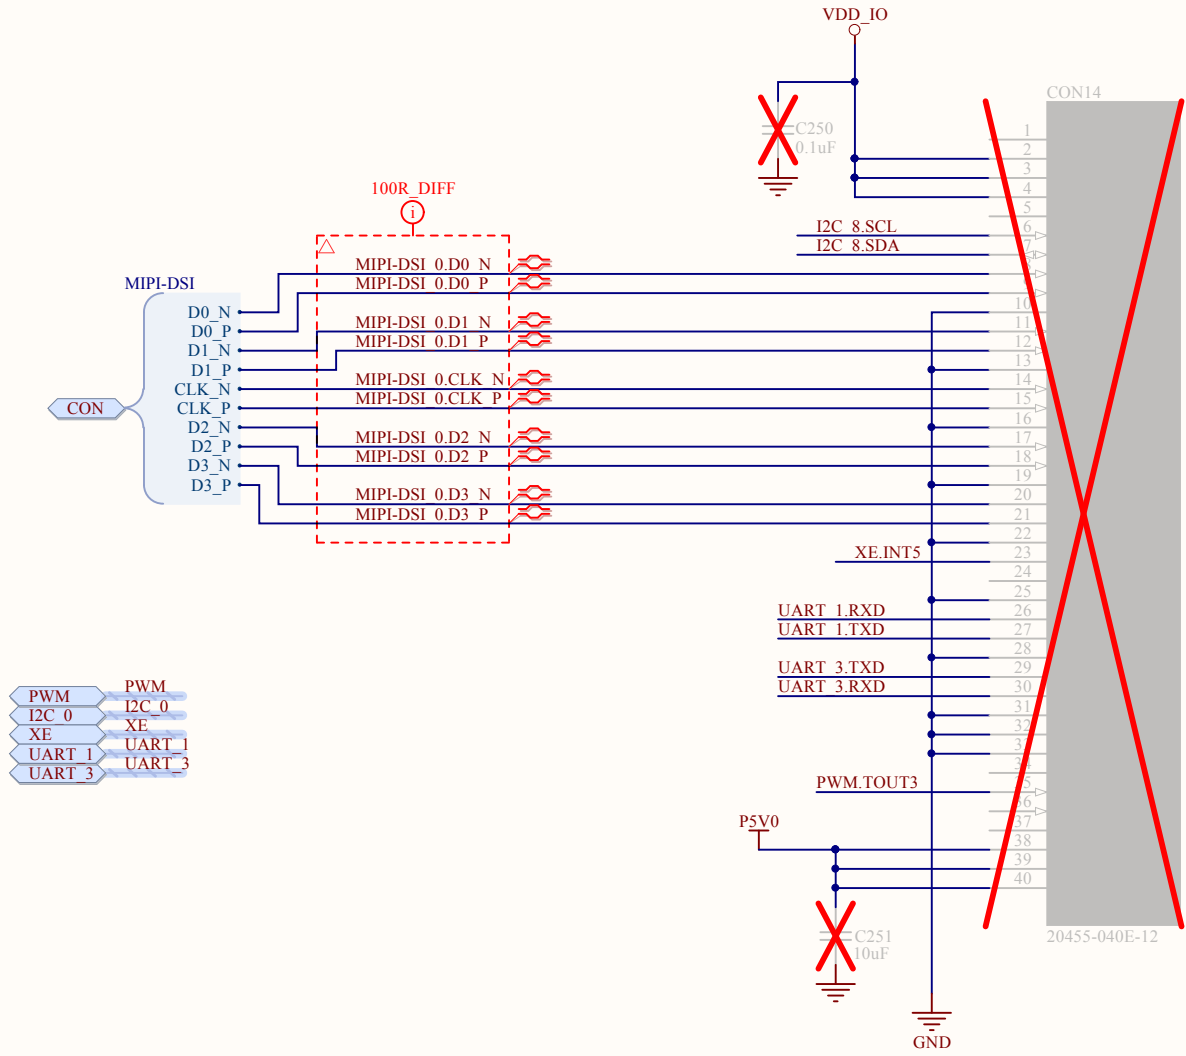 VDD_IO
CON14
C250
0.1uF
1
2
3
4
5
6
7
10
11
12
13
14
15
16
17
18
19
20
21
22
23
24
25
26
27
28
29
30
31
32
37
38
39
40
100R_DIFF
i
I2C_8.SCL
I2C_8.SDA
MIPI-DSI_0.D0_N
MIPI-DSI_0.D0_P
MIPI-DSI_0.D1_N
MIPI-DSI_0.D1_P
MIPI-DSI_0.CLK_N
MIPI-DSI_0.CLK_P
MIPI-DSI_0.D2_N
MIPI-DSI_0.D2_P
MIPI-DSI_0.D3_N
MIPI-DSI_0.D3_P
MIPI-DSI
D0_N
D0_P
D1_N
D1_P
CLK_N
CLK_P
D2_N
D2_P
D3_N
D3_P
CON
XE.INT5
UART_1.RXD
UART_1.TXD
UART_3.TXD
UART_3.RXD
PWM PWM
I2C_0 I2C_0
XE XE
UART_1 UART_1
UART_3 UART_3
PWM.TOUT3
P5V0
C251
10uF
20455-040E-12
GND